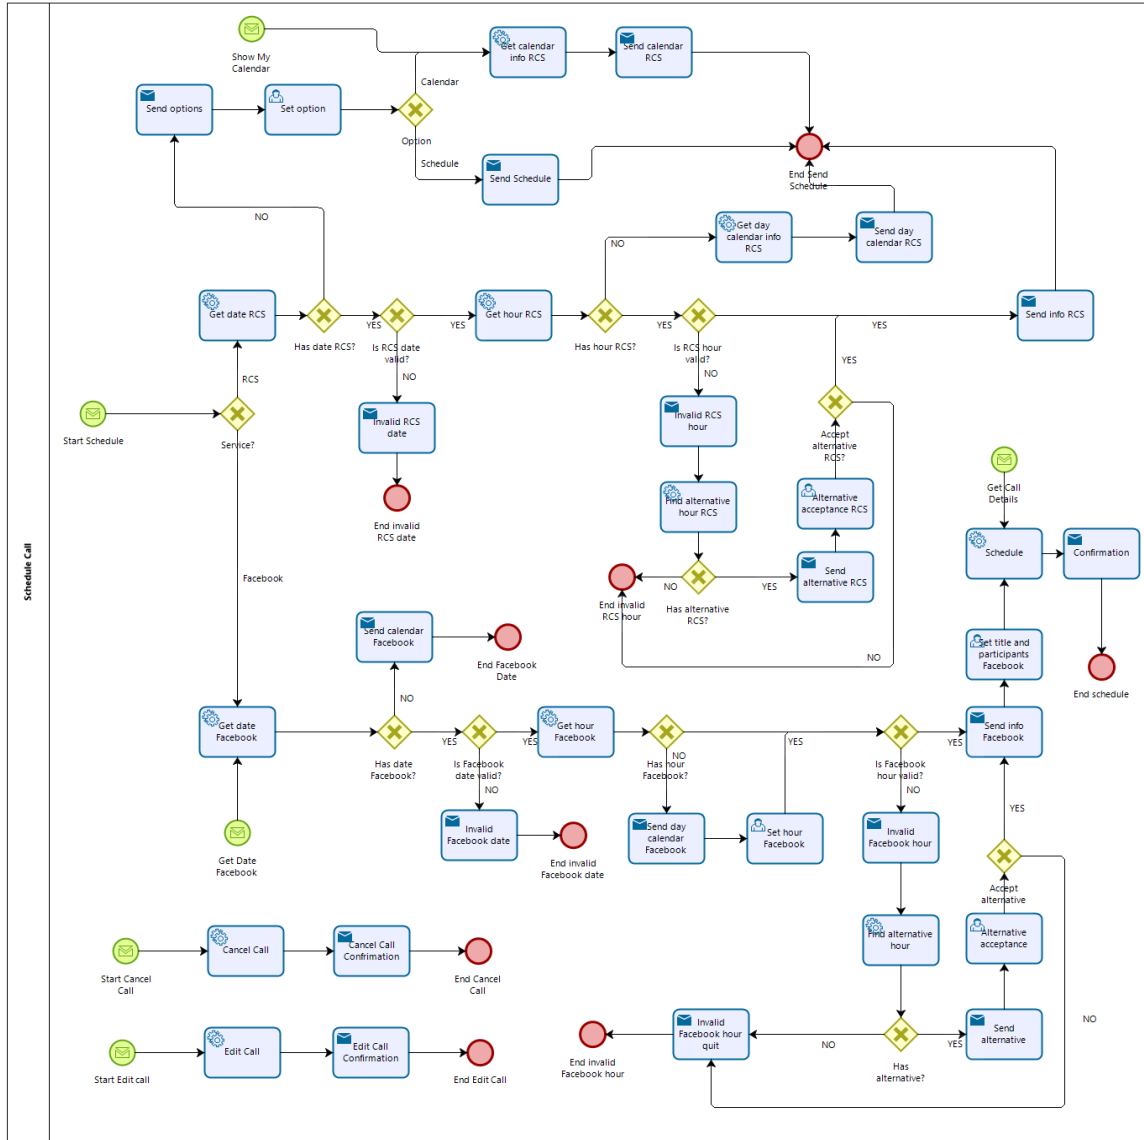 Schedule Call
Show My
Calendar
Get calendar
info RCS
Send calendar
RCS
Calendar
Send options
Set option
Option
Schedule
Send Schedule
End Send
Schedule
NO
NO
Get day
calendar info
RCS
Send day
calendar RCS
Get date RCS
Has date RCS?
YES
Is RCS date
valid?
YES
Get hour RCS
Has hour RCS?
YES
Is RCS hour
valid?
YES
Send info RCS
RCS
NO
NO
YES
Start Schedule
Service?
Invalid RCS
date
Invalid RCS
hour
Accept
alternative
RCS?
End invalid
RCS date
Find alternative
hour RCS
Alternative
acceptance RCS
Get Call
Details
Schedule
Confirmation
Facebook
End invalid
RCS hour
NO
Has alternative
RCS?
YES
Send
alternative RCS
NO
Send calendar
Facebook
End Facebook
Date
Set title and
participants
Facebook
End schedule
NO
Get date
Facebook
Has date
Facebook?
YES
Is Facebook
date valid?
YES
Get hour
Facebook
Has hour
Facebook?
NO
YES
Is Facebook
hour valid?
YES
Send info
Facebook
NO
NO
Get Date
Facebook
Invalid
Facebook date
End invalid
Facebook date
Send day
calendar
Facebook
Set hour
Facebook
Invalid
Facebook hour
YES
Accept
alternative
Start Cancel
Call
Cancel Call
Cancel Call
Confrimation
End Cancel
Call
Find alternative
hour
Alternative
acceptance
Start Edit call
Edit Call
Edit Call
Confirmation
End Edit Call
End invalid
Facebook hour
Invalid
Facebook hour
quit
NO
Has
alternative?
YES
Send
alternative
NO